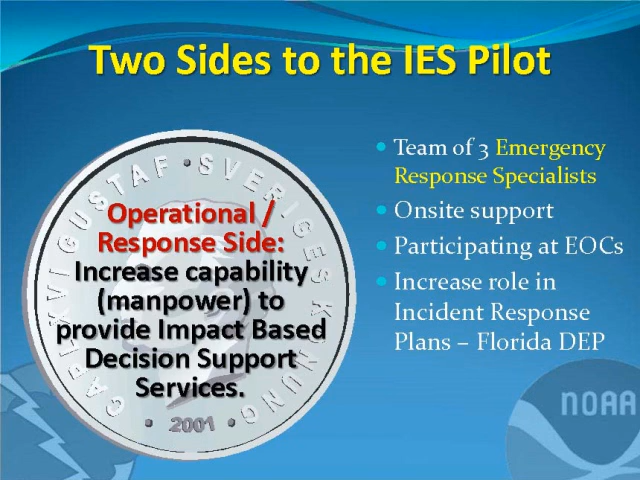 Two Sides to the IES Pilot
CARL XVI GUSTAF • SVERIGES KONUNG
Operational /
Response Side:
Increase capability
(manpower) to
provide Impact Based
Decision Support
Services.
• 2001 •
Team of 3 Emergency
Response Specialists
Onsite support
Participating at EOCs
Increase role in
Incident Response
Plans – Florida DEP
NOAA